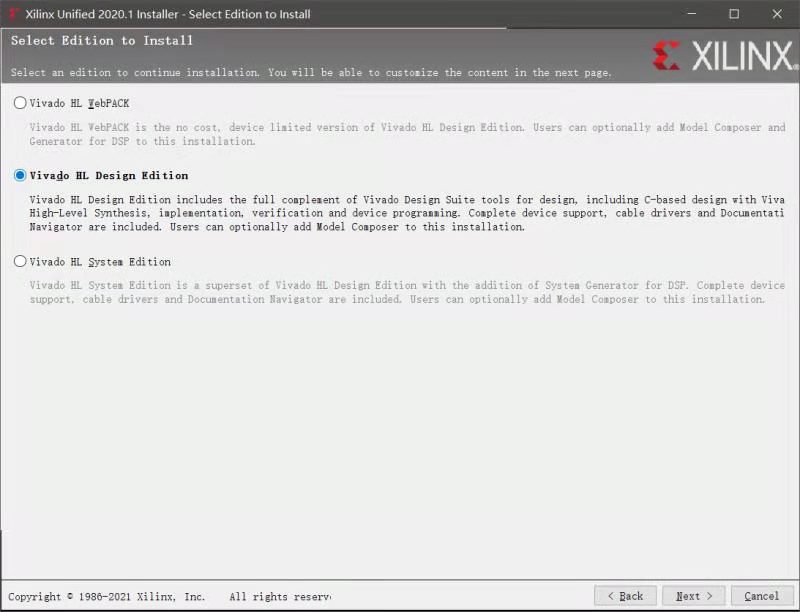 Xilinx Unified 2020.1 Installer - Select Edition to Install
Select Edition to Install
XILINX
Select an edition to continue installation. You will be able to customize the content in the next page.
Vivado HL WebPACK
Vivado HL WebPACK is the no cost, device limited version of Vivado HL Design Edition. Users can optionally add Model Composer and
Generator for DSP to this installation.
Vivado HL Design Edition
Vivado HL Design Edition includes the full complement of Vivado Design Suite tools for design, including C-based design with Viva
High-Level Synthesis, implementation, verification and device programming. Complete device support, cable drivers and Documentati
Navigator are included. Users can optionally add Model Composer to this installation.
Vivado HL System Edition
Vivado HL System Edition is a superset of Vivado HL Design Edition with the addition of System Generator for DSP. Complete device
support, cable drivers and Documentation Navigator are included. Users can optionally add Model Composer to this installation.
Copyright © 1986-2021 Xilinx, Inc. All rights reserv
< Back Next > Cancel